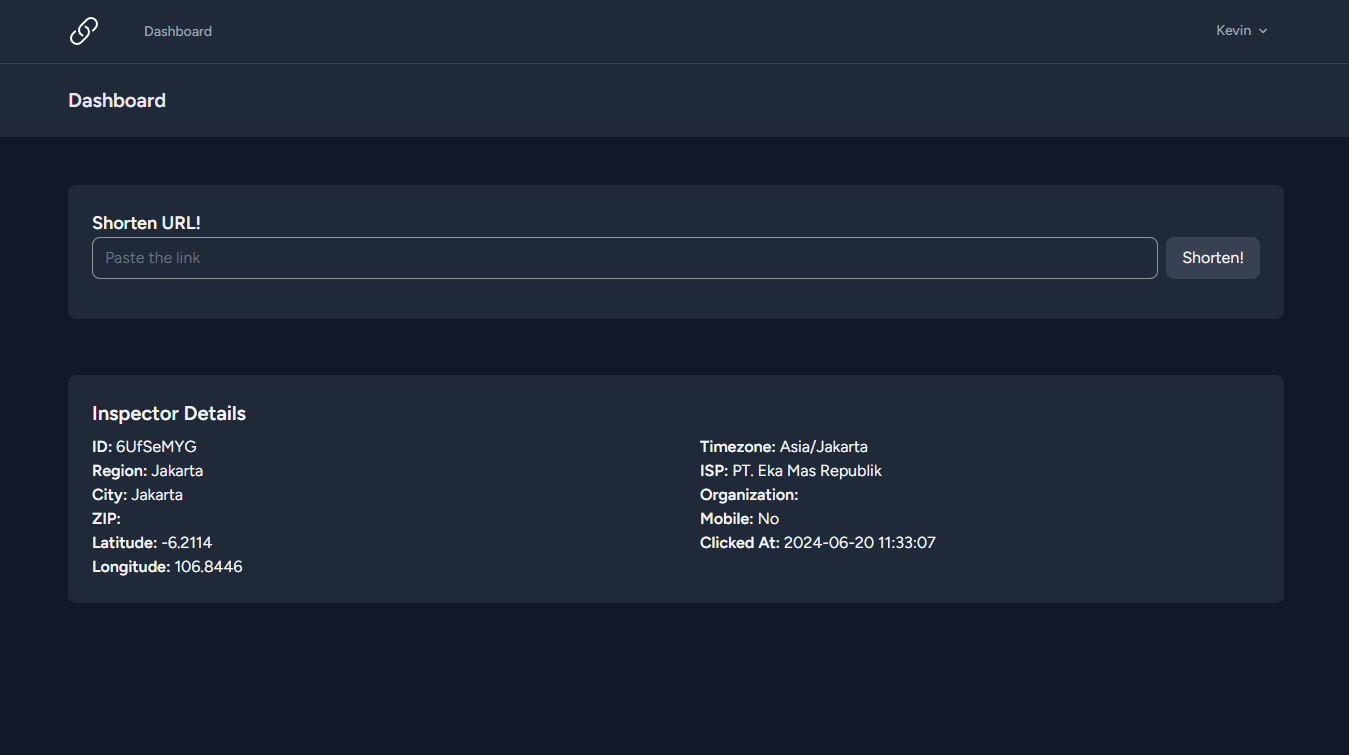 Dashboard
Kevin
Dashboard
Shorten URL!
Paste the link
Shorten!
Inspector Details
ID: 6UfSeMYG
Region: Jakarta
City: Jakarta
ZIP:
Latitude: -6.2114
Longitude: 106.8446
Timezone: Asia/Jakarta
ISP: PT. Eka Mas Republik
Organization:
Mobile: No
Clicked At: 2024-06-20 11:33:07